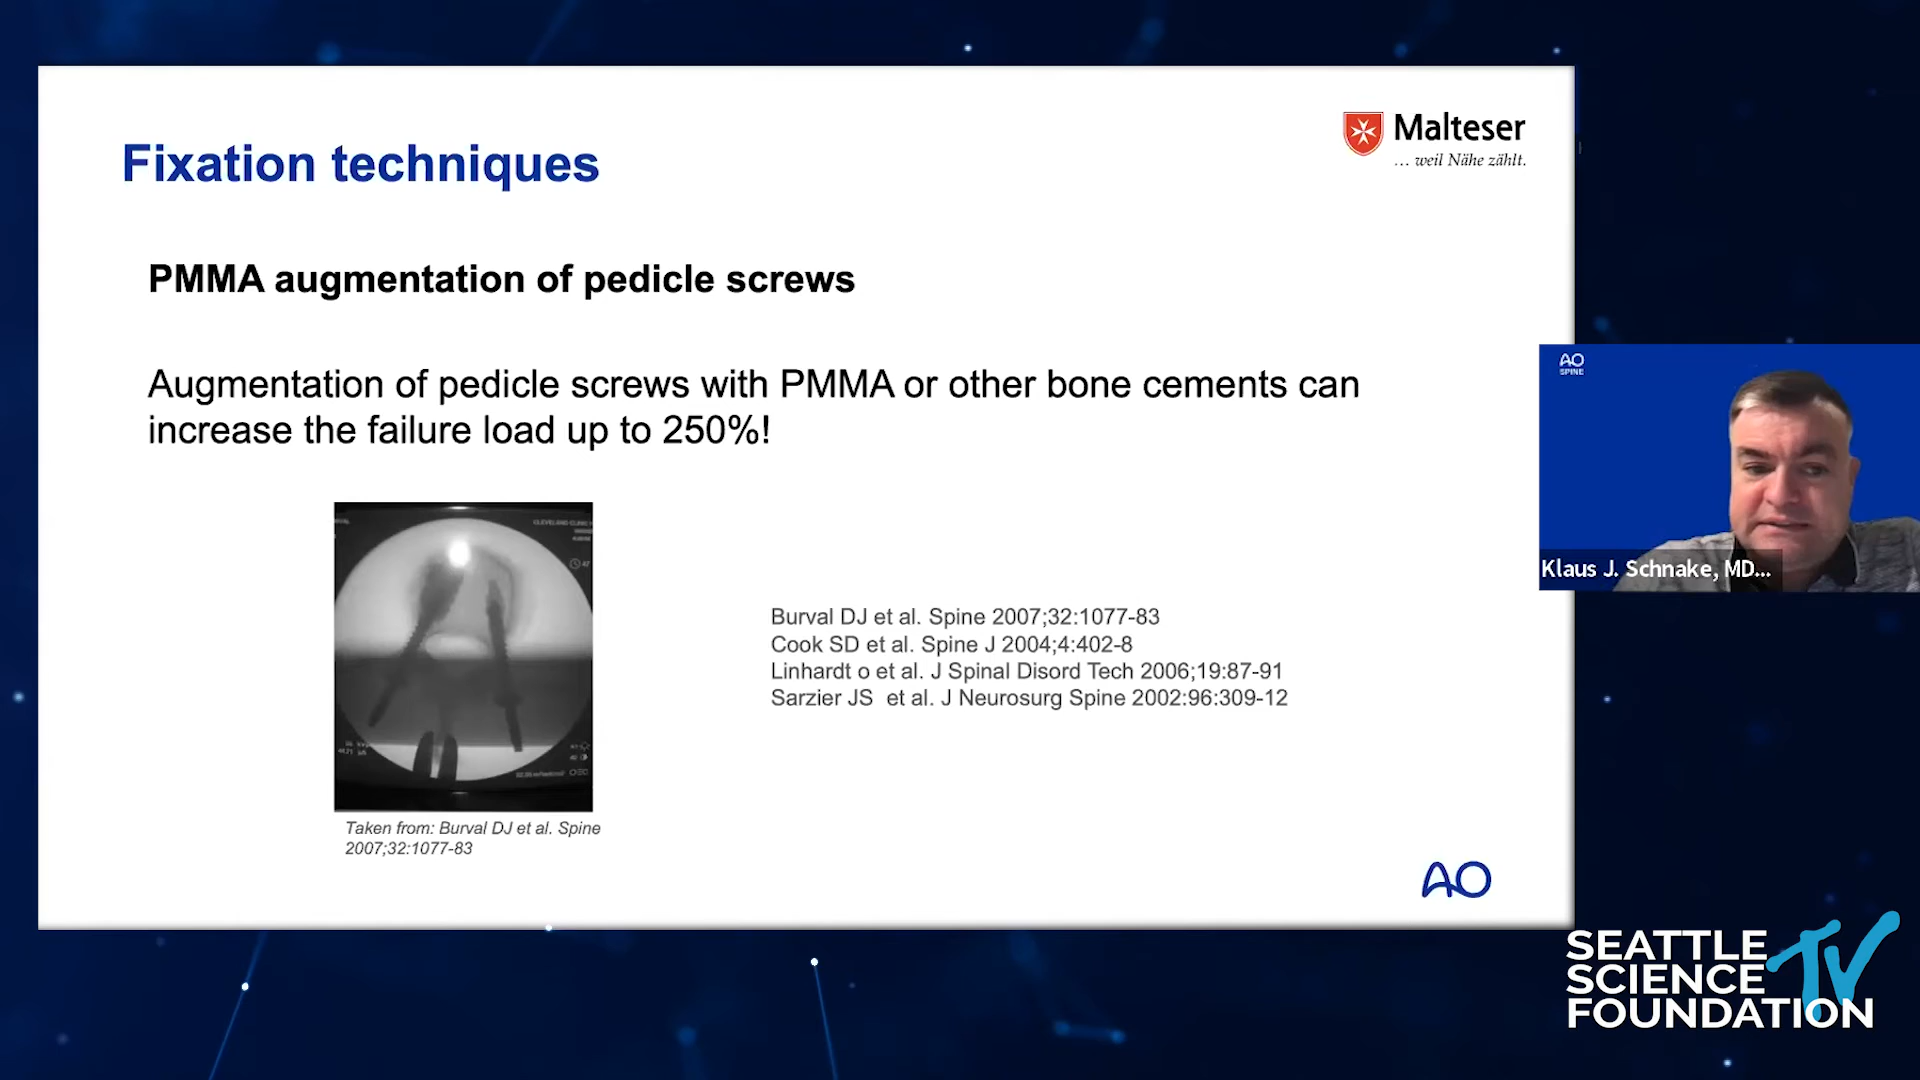 Fixation techniques
Malteser
... weil Nähe zählt.
PMMA augmentation of pedicle screws
Augmentation of pedicle screws with PMMA or other bone cements can
increase the failure load up to 250%!
AO
SPINE
Klaus J. Schnake, MD...
CLEVELAND CLINIC
Burval DJ et al. Spine 2007;32:1077-83
Cook SD et al. Spine J 2004;4:402-8
Linhardt o et al. J Spinal Disord Tech 2006;19:87-91
Sarzier JS  et al. J Neurosurg Spine 2002:96:309-12
Taken from: Burval DJ et al. Spine
2007;32:1077-83
AO
SEATTLE
SCIENCE
FOUNDATION
TV